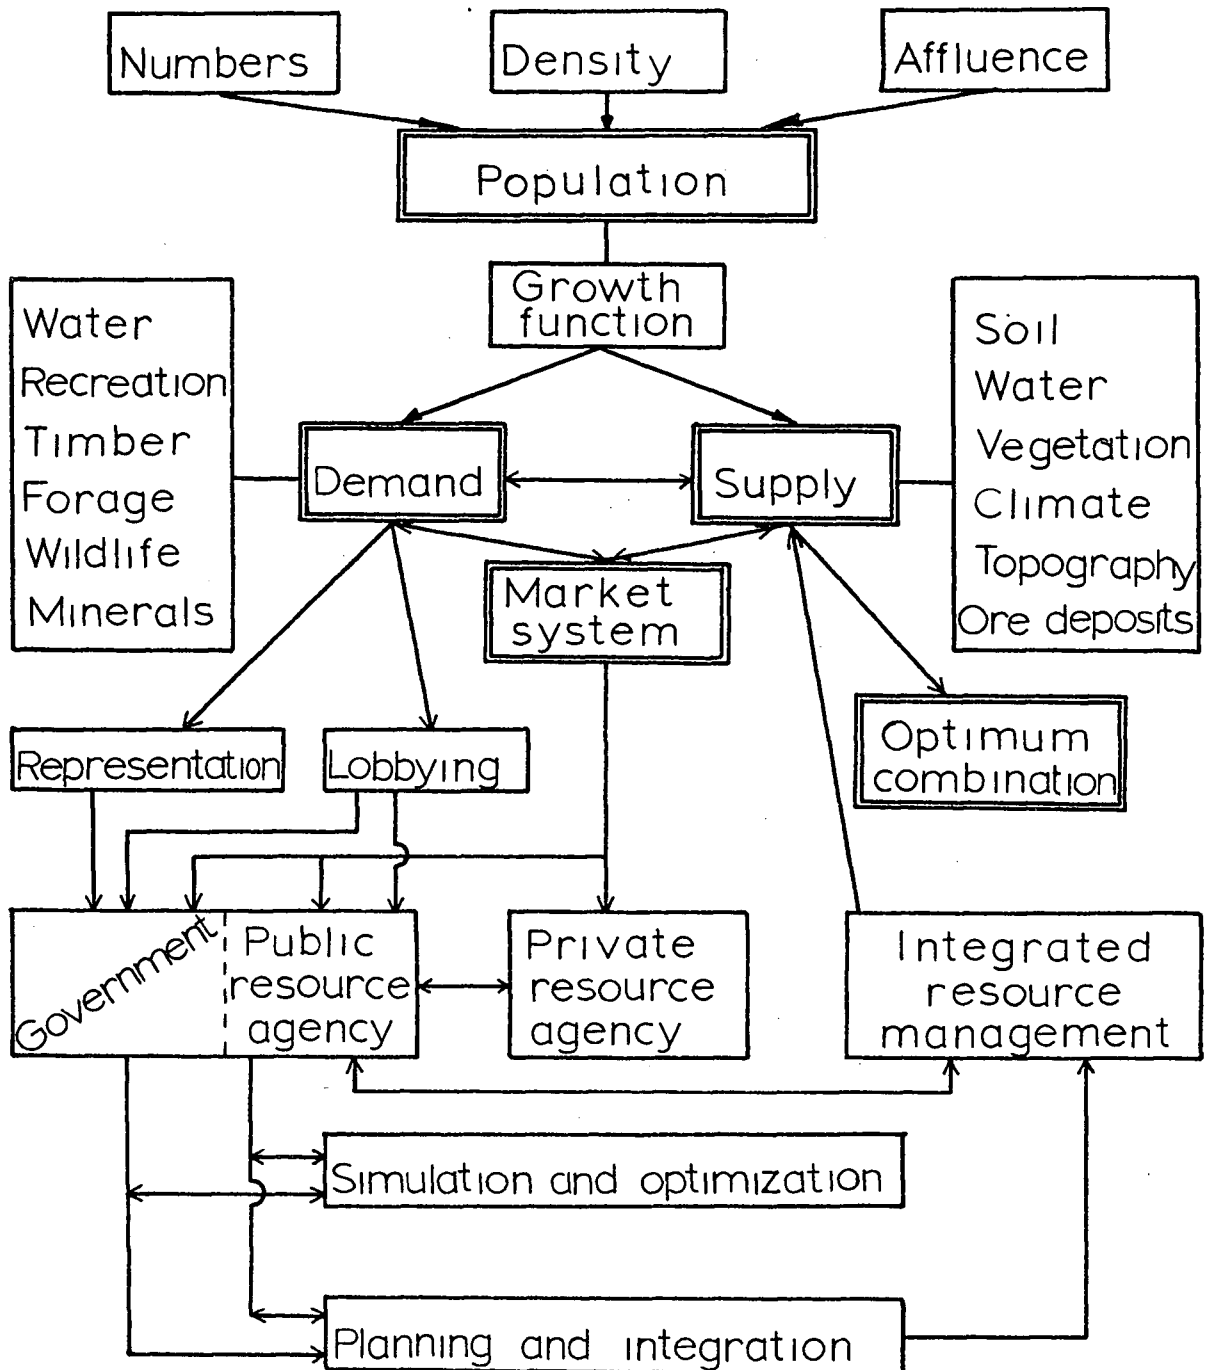 Numbers
Density
Affluence
Population
Growth
function
Water
Recreation
Timber
Forage
Wildlife
Minerals
Demand
Supply
Soil
Water
Vegetation
Climate
Topography
Ore deposits
Market
system
Optimum
combination
Representation
Lobbying
Government
Public
resource
agency
Private
resource
agency
Integrated
resource
management
Simulation and optimization
Planning and integration